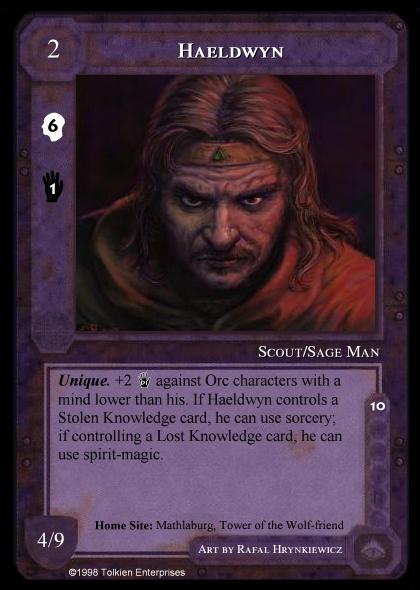 2
Haeldwyn
6
1
Scout/Sage Man
Unique. +2 DI against Orc characters with a
mind lower than his. If Haeldwyn controls a
Stolen Knowledge card, he can use sorcery;
if controlling a Lost Knowledge card, he can
use spirit-magic.
10
Home Site: Mathlaburg, Tower of the Wolf-friend
4/9
Art by Rafal Hrynkiewicz
©1998 Tolkien Enterprises